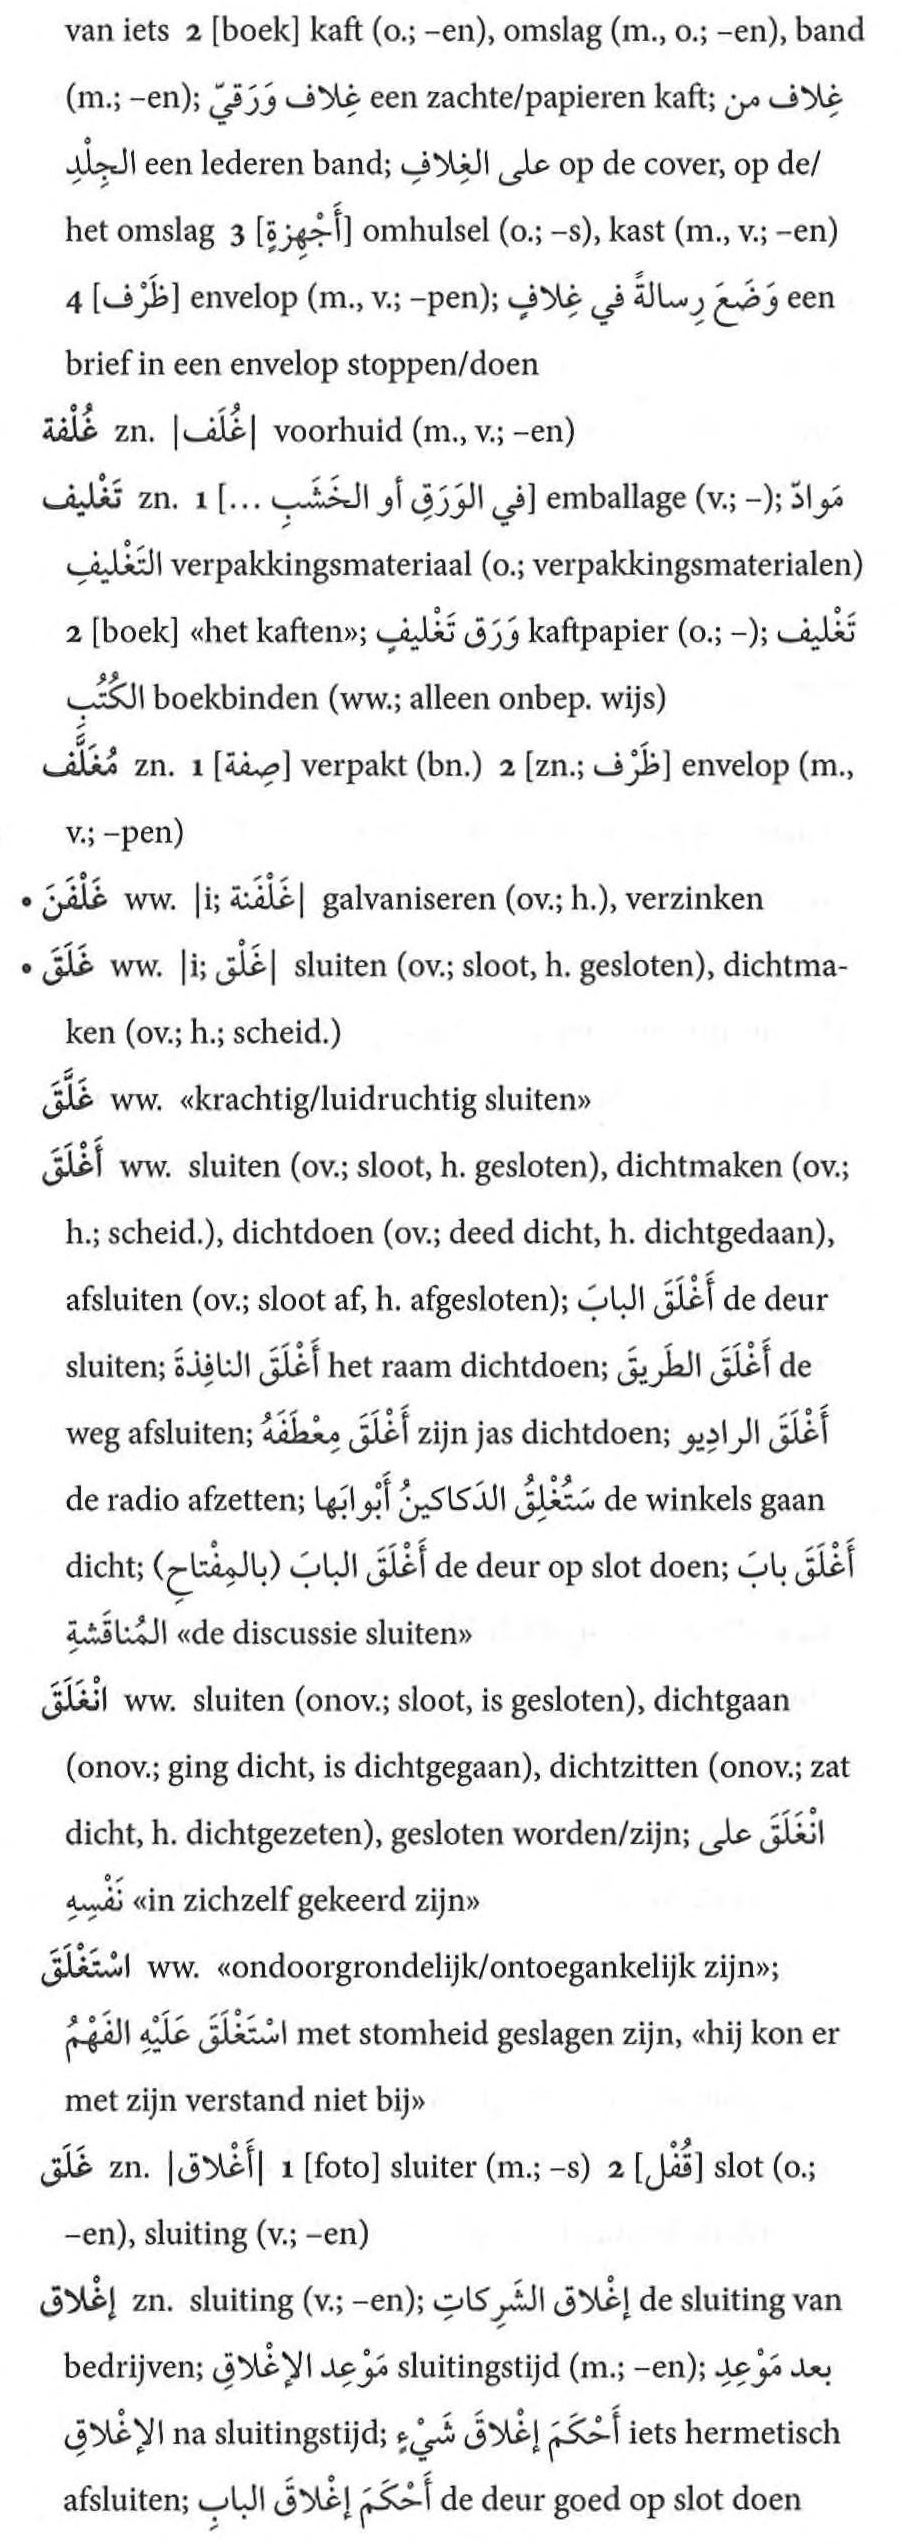 van iets 2 [boek] kaft (o.; –en), omslag (m., o.; –en), band
(m.; –en); غِلاف وَرَقيّ een zachte/papieren kaft; غِلاف من
الجِلْدِ een lederen band; على الغِلافِ op de cover, op de/
het omslag 3 [أَجْهِزةٍ] omhulsel (o.; –s), kast (m., v.; –en)
4 [ظَرْف] envelop (m., v.; –pen); وَضَعَ رِسالةً في غِلافٍ een
brief in een envelop stoppen/doen
غُلْفة zn. |غُلَف| voorhuid (m., v.; –en)
تَغْليف zn. 1 [في الوَرَقِ أو الخَشَبِ ...] emballage (v.; –); مَوادّ
التَغْليفِ verpakkingsmateriaal (o.; verpakkingsmaterialen)
2 [boek] «het kaften»; وَرَق تَغْليفٍ kaftpapier (o.; –); تَغْليف
الكُتُبِ boekbinden (ww.; alleen onbep. wijs)
مُغَلَّف zn. 1 [صِفة] verpakt (bn.) 2 [zn.; ظَرْف] envelop (m.,
v.; –pen)
• غَلْفَنَ ww. |i; غَلْفَنة| galvaniseren (ov.; h.), verzinken
• غَلَقَ ww. |i; غَلْق| sluiten (ov.; sloot, h. gesloten), dichtma-
ken (ov.; h.; scheid.)
غَلَّقَ ww. «krachtig/luidruchtig sluiten»
أَغْلَقَ ww. sluiten (ov.; sloot, h. gesloten), dichtmaken (ov.;
h.; scheid.), dichtdoen (ov.; deed dicht, h. dichtgedaan),
afsluiten (ov.; sloot af, h. afgesloten); أَغْلَقَ البابَ de deur
sluiten; أَغْلَقَ النافِذةَ het raam dichtdoen; أَغْلَقَ الطَريقَ de
weg afsluiten; أَغْلَقَ مِعْطَفَهُ zijn jas dichtdoen; أَغْلَقَ الراديو
de radio afzetten; سَتُغْلِقُ الدَكاكينُ أَبْوابَها de winkels gaan
dicht; أَغْلَقَ البابَ (بالمِفْتاحِ) de deur op slot doen; أَغْلَقَ بابَ
المُناقَشةِ «de discussie sluiten»
انْغَلَقَ ww. sluiten (onov.; sloot, is gesloten), dichtgaan
(onov.; ging dicht, is dichtgegaan), dichtzitten (onov.; zat
dicht, h. dichtgezeten), gesloten worden/zijn; انْغَلَقَ على
نَفْسِهِ «in zichzelf gekeerd zijn»
اسْتَغْلَقَ ww. «ondoorgrondelijk/ontoegankelijk zijn»;
اسْتَغْلَقَ عَلَيْهِ الفَهْمُ met stomheid geslagen zijn, «hij kon er
met zijn verstand niet bij»
غَلَق zn. |أَغْلاق| 1 [foto] sluiter (m.; –s) 2 [قُفْل] slot (o.;
–en), sluiting (v.; –en)
إغْلاق zn. sluiting (v.; –en); إغْلاق الشَرِكاتِ de sluiting van
bedrijven; مَوْعِد الإغْلاقِ sluitingstijd (m.; –en); بعد مَوْعِدِ
الإغْلاقِ na sluitingstijd; أَحْكَمَ إغْلاقَ شَيْءٍ iets hermetisch
afsluiten; أَحْكَمَ إغْلاقَ البابِ de deur goed op slot doen